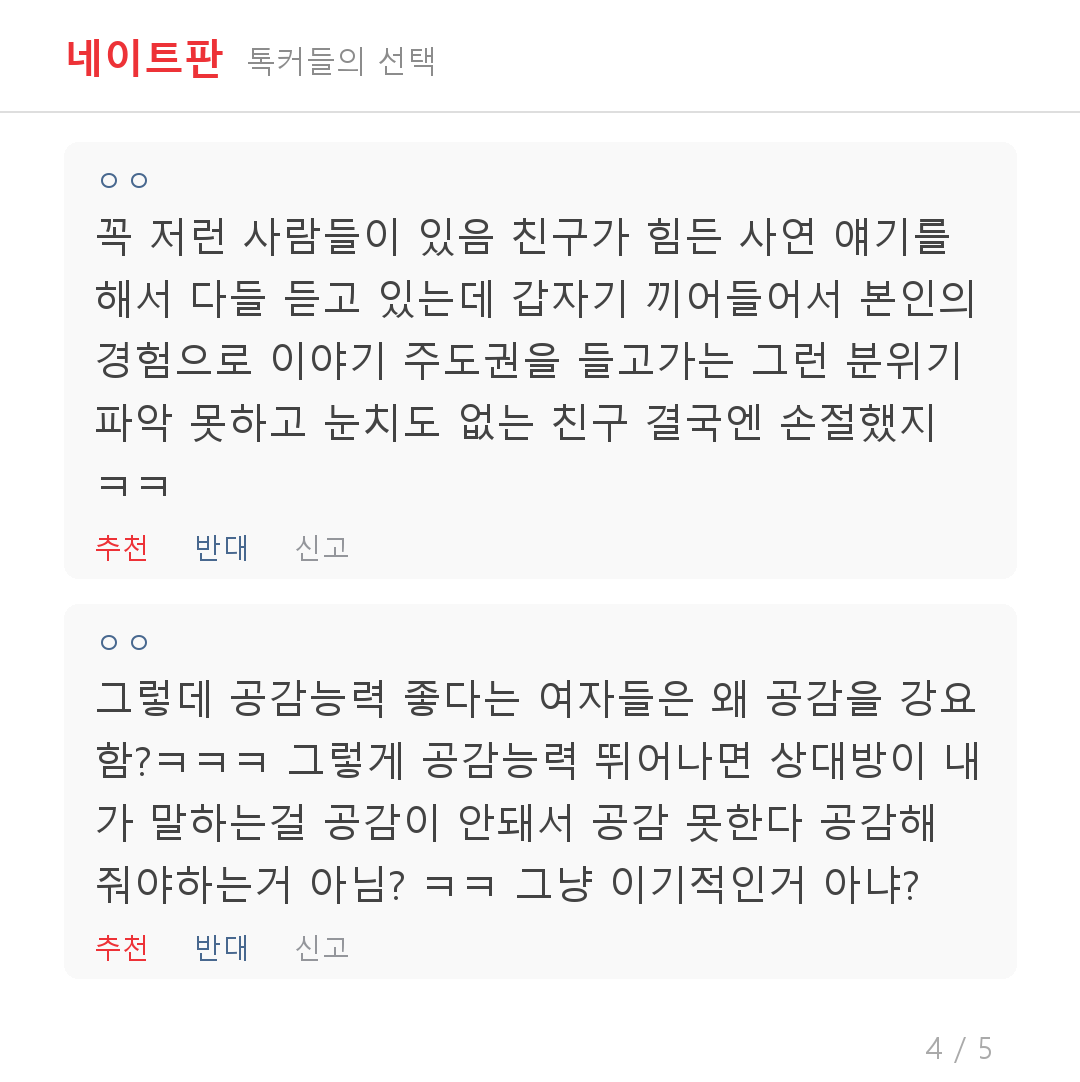 네이트판 톡커들의 선택
ㅇㅇ
꼭 저런 사람들이 있음 친구가 힘든 사연 얘기를
해서 다들 듣고 있는데 갑자기 끼어들어서 본인의
경험으로 이야기 주도권을 들고가는 그런 분위기
파악 못하고 눈치도 없는 친구 결국엔 손절했지
ㅋㅋ
추천 반대 신고
ㅇㅇ
그렇데 공감능력 좋다는 여자들은 왜 공감을 강요
함?ㅋㅋㅋ 그렇게 공감능력 뛰어나면 상대방이 내
가 말하는걸 공감이 안돼서 공감 못한다 공감해
줘야하는거 아님? ㅋㅋ 그냥 이기적인거 아냐?
추천 반대 신고
4 / 5